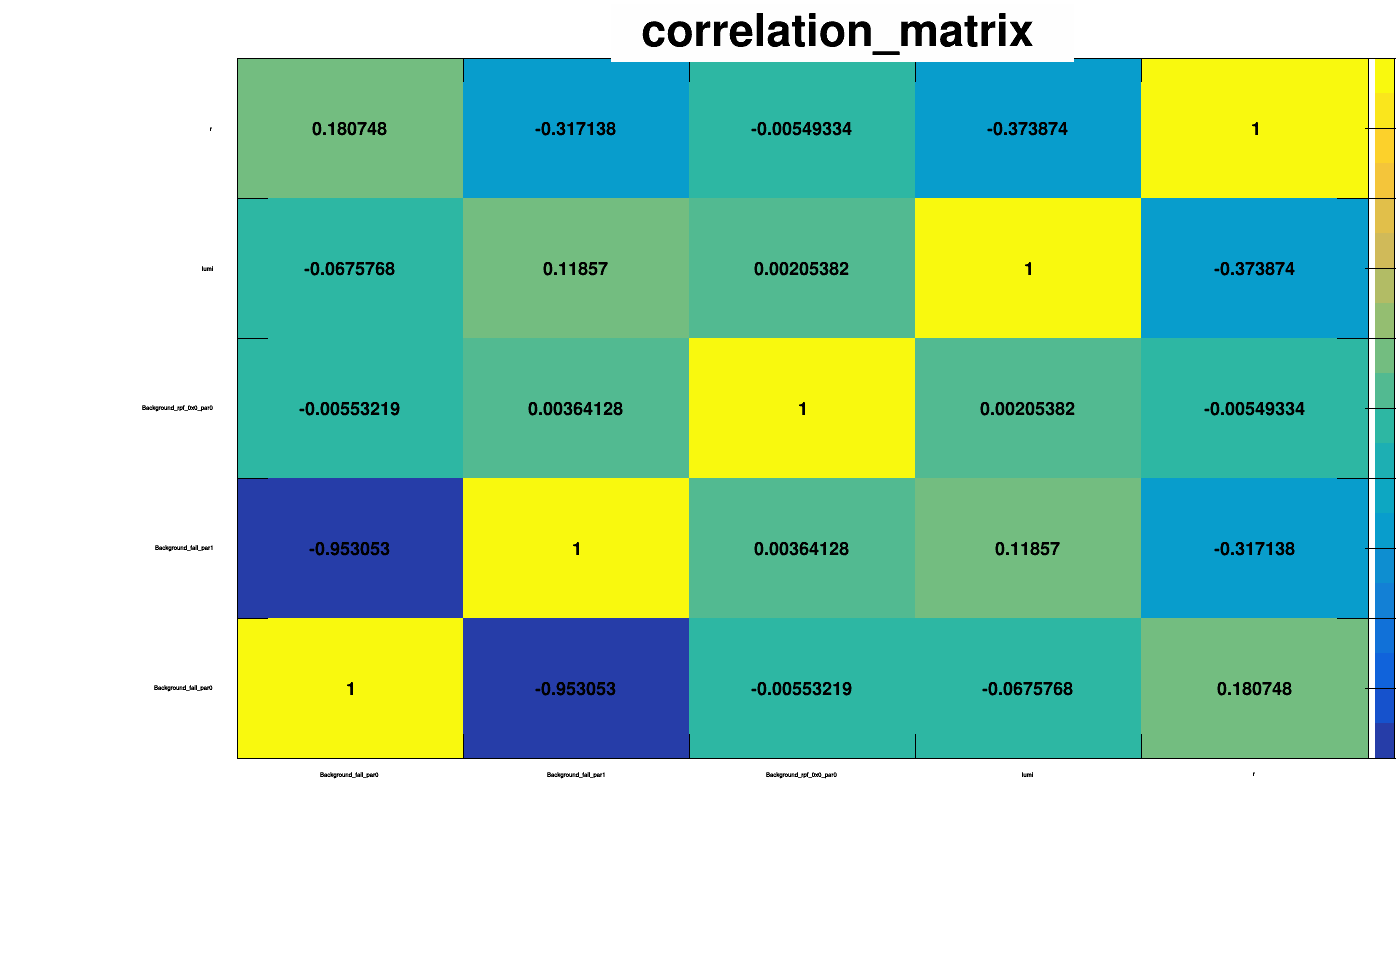 correlation_matrix
r 0.180748 -0.317138 -0.00549334 -0.373874 1
lumi -0.0675768 0.11857 0.00205382 1 -0.373874
Background_rpf_0x0_par0 -0.00553219 0.00364128 1 0.00205382 -0.00549334
Background_fail_par1 -0.953053 1 0.00364128 0.11857 -0.317138
Background_fail_par0 1 -0.953053 -0.00553219 -0.0675768 0.180748
Background_fail_par0 Background_fail_par1 Background_rpf_0x0_par0 lumi r